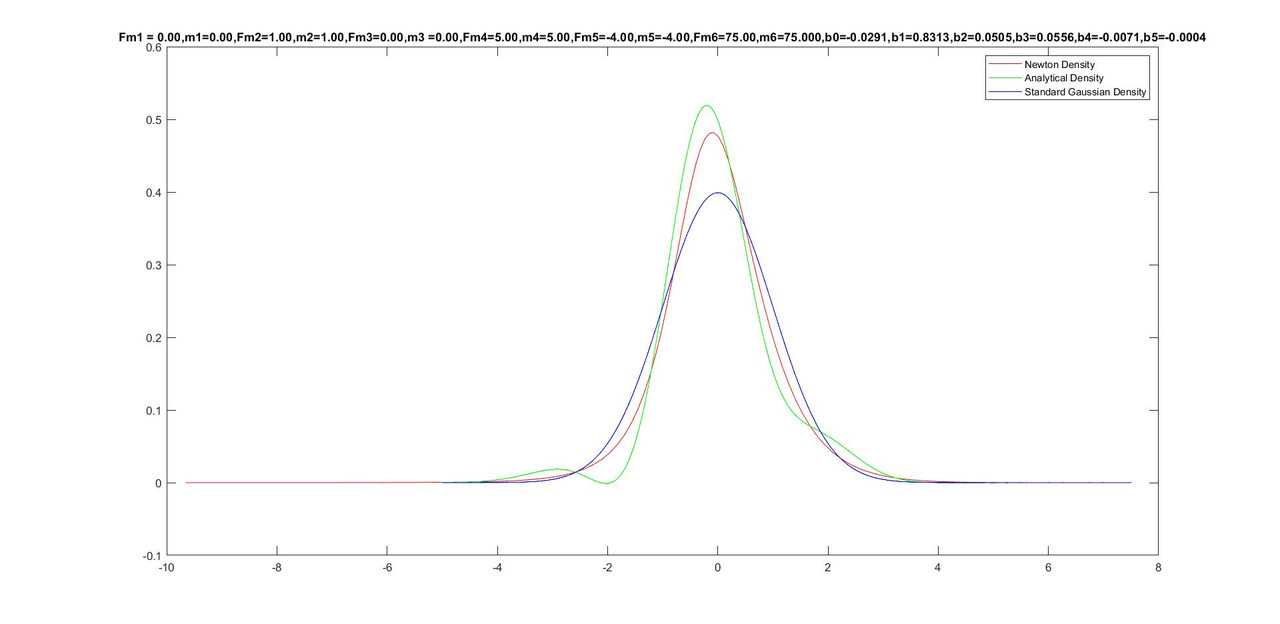 Fm1 = 0.00,m1=0.00,Fm2=1.00,m2=1.00,Fm3=0.00,m3 =0.00,Fm4=5.00,m4=5.00,Fm5=-4.00,m5=-4.00,Fm6=75.00,m6=75.000,b0=-0.0291,b1=0.8313,b2=0.0505,b3=0.0556,b4=-0.0071,b5=-0.0004
Newton Density
Analytical Density
Standard Gaussian Density
0.6
0.5
0.4
0.3
0.2
0.1
0
-0.1
-10 -8 -6 -4 -2 0 2 4 6 8